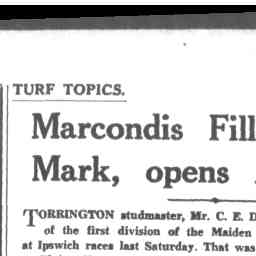 TURF TOPICS.
Marcondis Fill
Mark, opens
TORRINGTON studmaster, Mr. C. E. D
of the first division of the Maiden
at Ipswich races last Saturday. That was